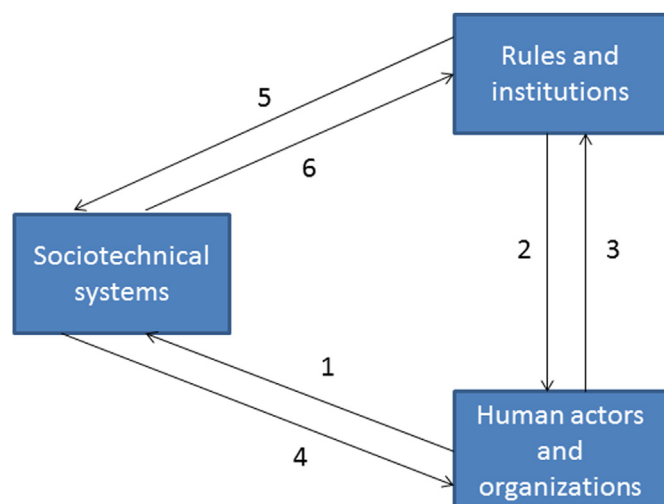 Rules and
institutions
5
6
Sociotechnical
systems
2
3
1
4
Human actors
and
organizations